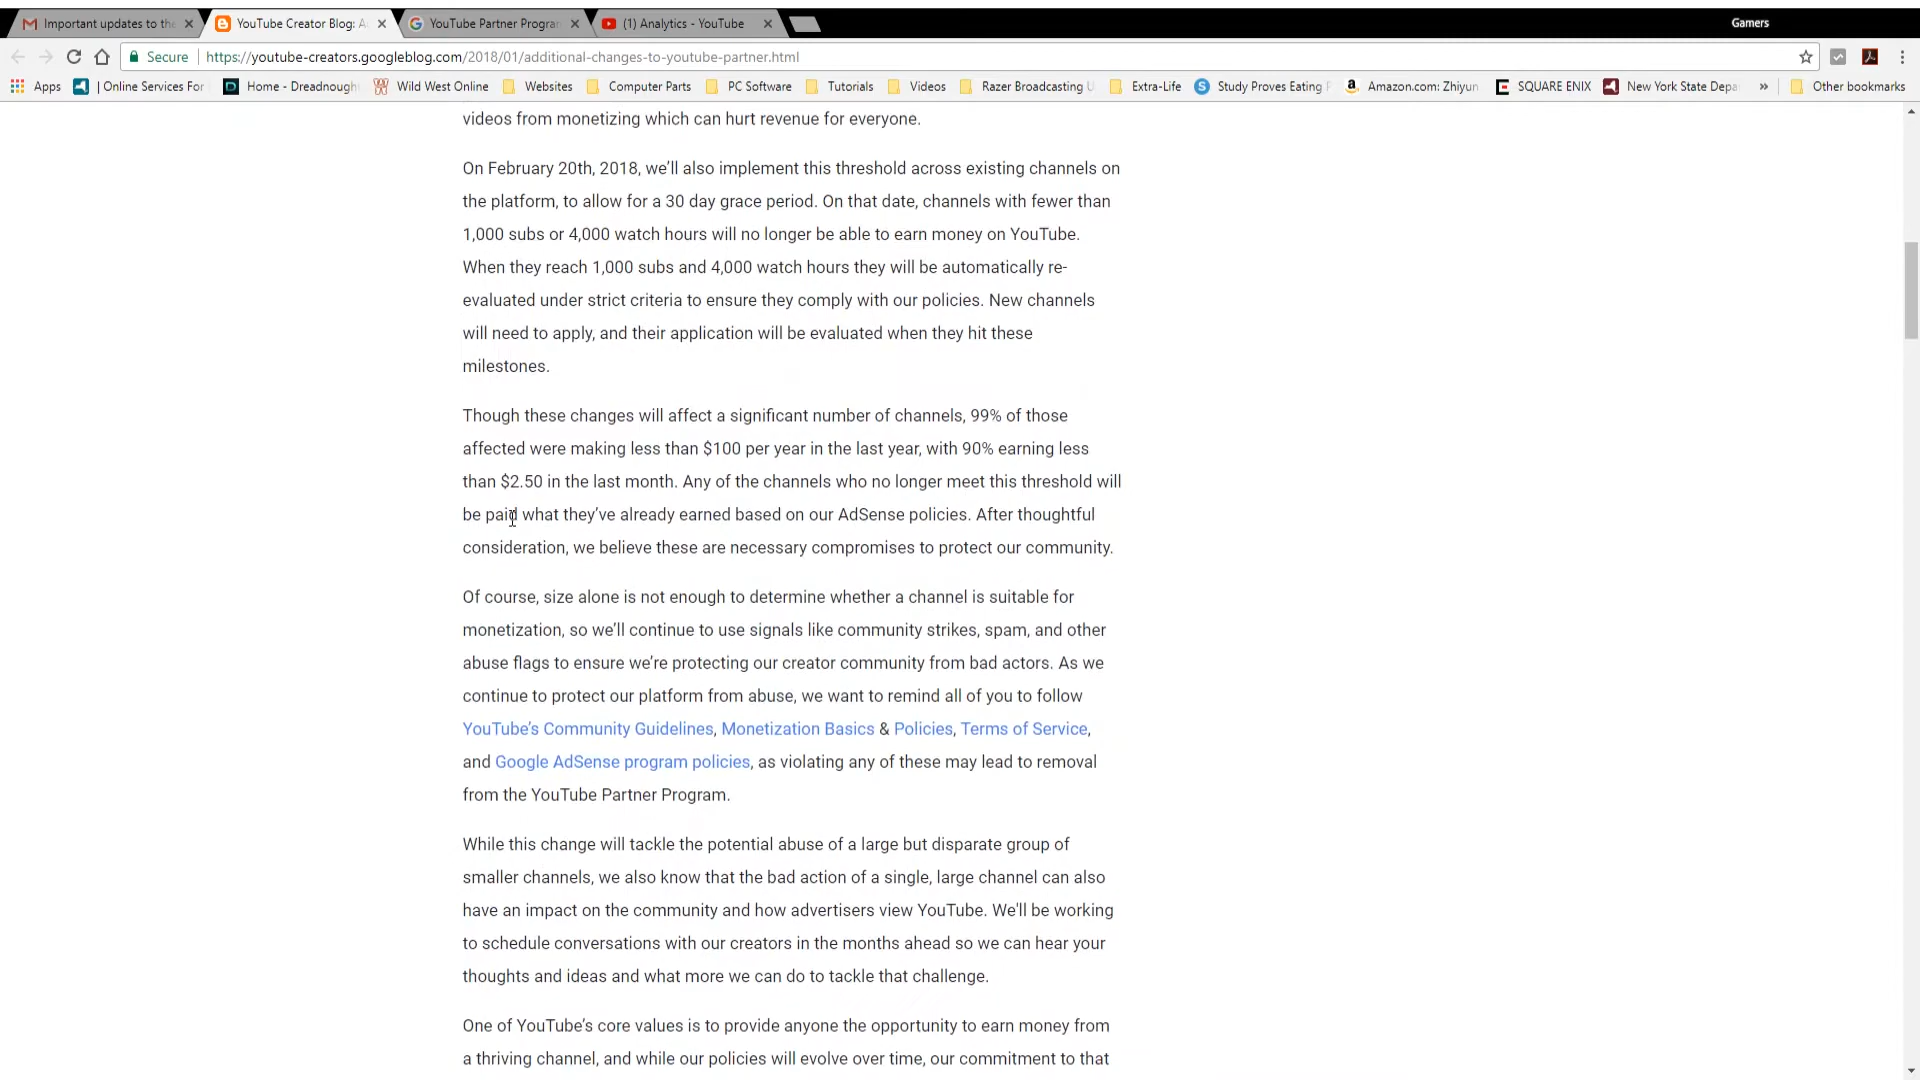 Important updates to the
YouTube Creator Blog: A
YouTube Partner Program
(1) Analytics - YouTube
Gamers
Secure
https://youtube-creators.googleblog.com/2018/01/additional-changes-to-youtube-partner.html
Apps
| Online Services For
Home - Dreadnough
Wild West Online
Websites
Computer Parts
PC Software
Tutorials
Videos
Razer Broadcasting
Extra-Life
Study Proves Eating
Amazon.com: Zhiyun
SQUARE ENIX
New York State Depa
»
Other bookmarks
videos from monetizing which can hurt revenue for everyone.
On February 20th, 2018, we’ll also implement this threshold across existing channels on
the platform, to allow for a 30 day grace period. On that date, channels with fewer than
1,000 subs or 4,000 watch hours will no longer be able to earn money on YouTube.
When they reach 1,000 subs and 4,000 watch hours they will be automatically re-
evaluated under strict criteria to ensure they comply with our policies. New channels
will need to apply, and their application will be evaluated when they hit these
milestones.
Though these changes will affect a significant number of channels, 99% of those
affected were making less than $100 per year in the last year, with 90% earning less
than $2.50 in the last month. Any of the channels who no longer meet this threshold will
be paid what they’ve already earned based on our AdSense policies. After thoughtful
consideration, we believe these are necessary compromises to protect our community.
Of course, size alone is not enough to determine whether a channel is suitable for
monetization, so we’ll continue to use signals like community strikes, spam, and other
abuse flags to ensure we’re protecting our creator community from bad actors. As we
continue to protect our platform from abuse, we want to remind all of you to follow
YouTube’s Community Guidelines, Monetization Basics & Policies, Terms of Service,
and Google AdSense program policies, as violating any of these may lead to removal
from the YouTube Partner Program.
While this change will tackle the potential abuse of a large but disparate group of
smaller channels, we also know that the bad action of a single, large channel can also
have an impact on the community and how advertisers view YouTube. We'll be working
to schedule conversations with our creators in the months ahead so we can hear your
thoughts and ideas and what more we can do to tackle that challenge.
One of YouTube’s core values is to provide anyone the opportunity to earn money from
a thriving channel, and while our policies will evolve over time, our commitment to that